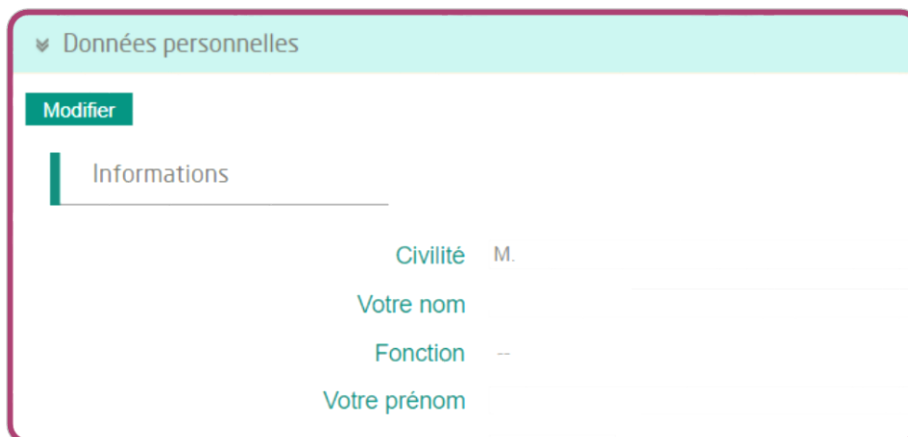 Données personnelles
Modifier
Informations
Civilité M.
Votre nom
Fonction --
Votre prénom